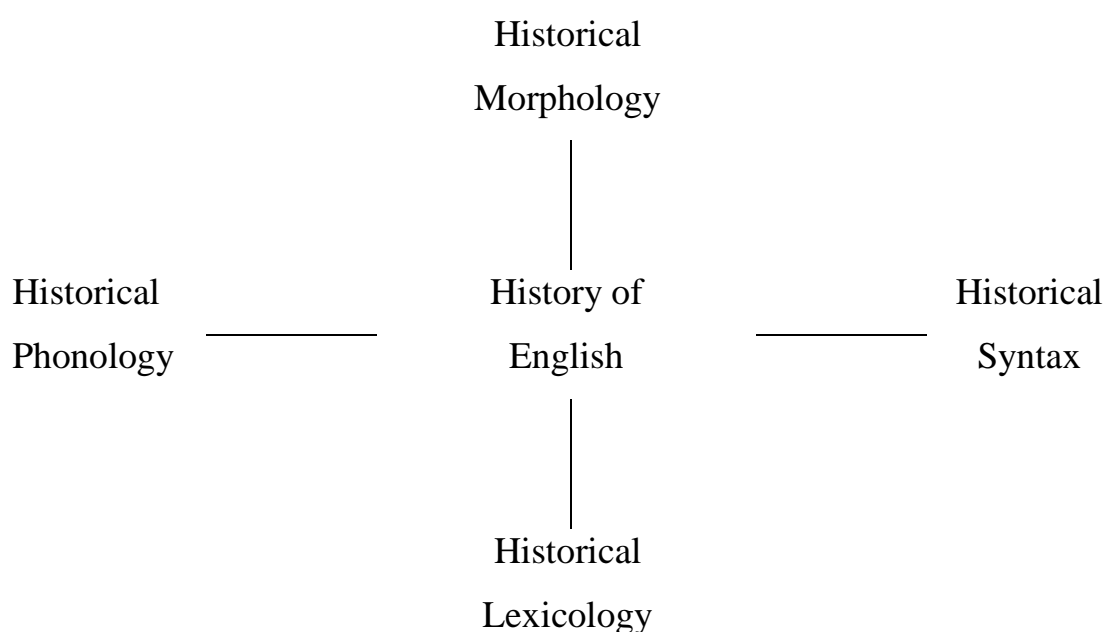 Historical
Morphology
Historical
Phonology
History of
English
Historical
Syntax
Historical
Lexicology